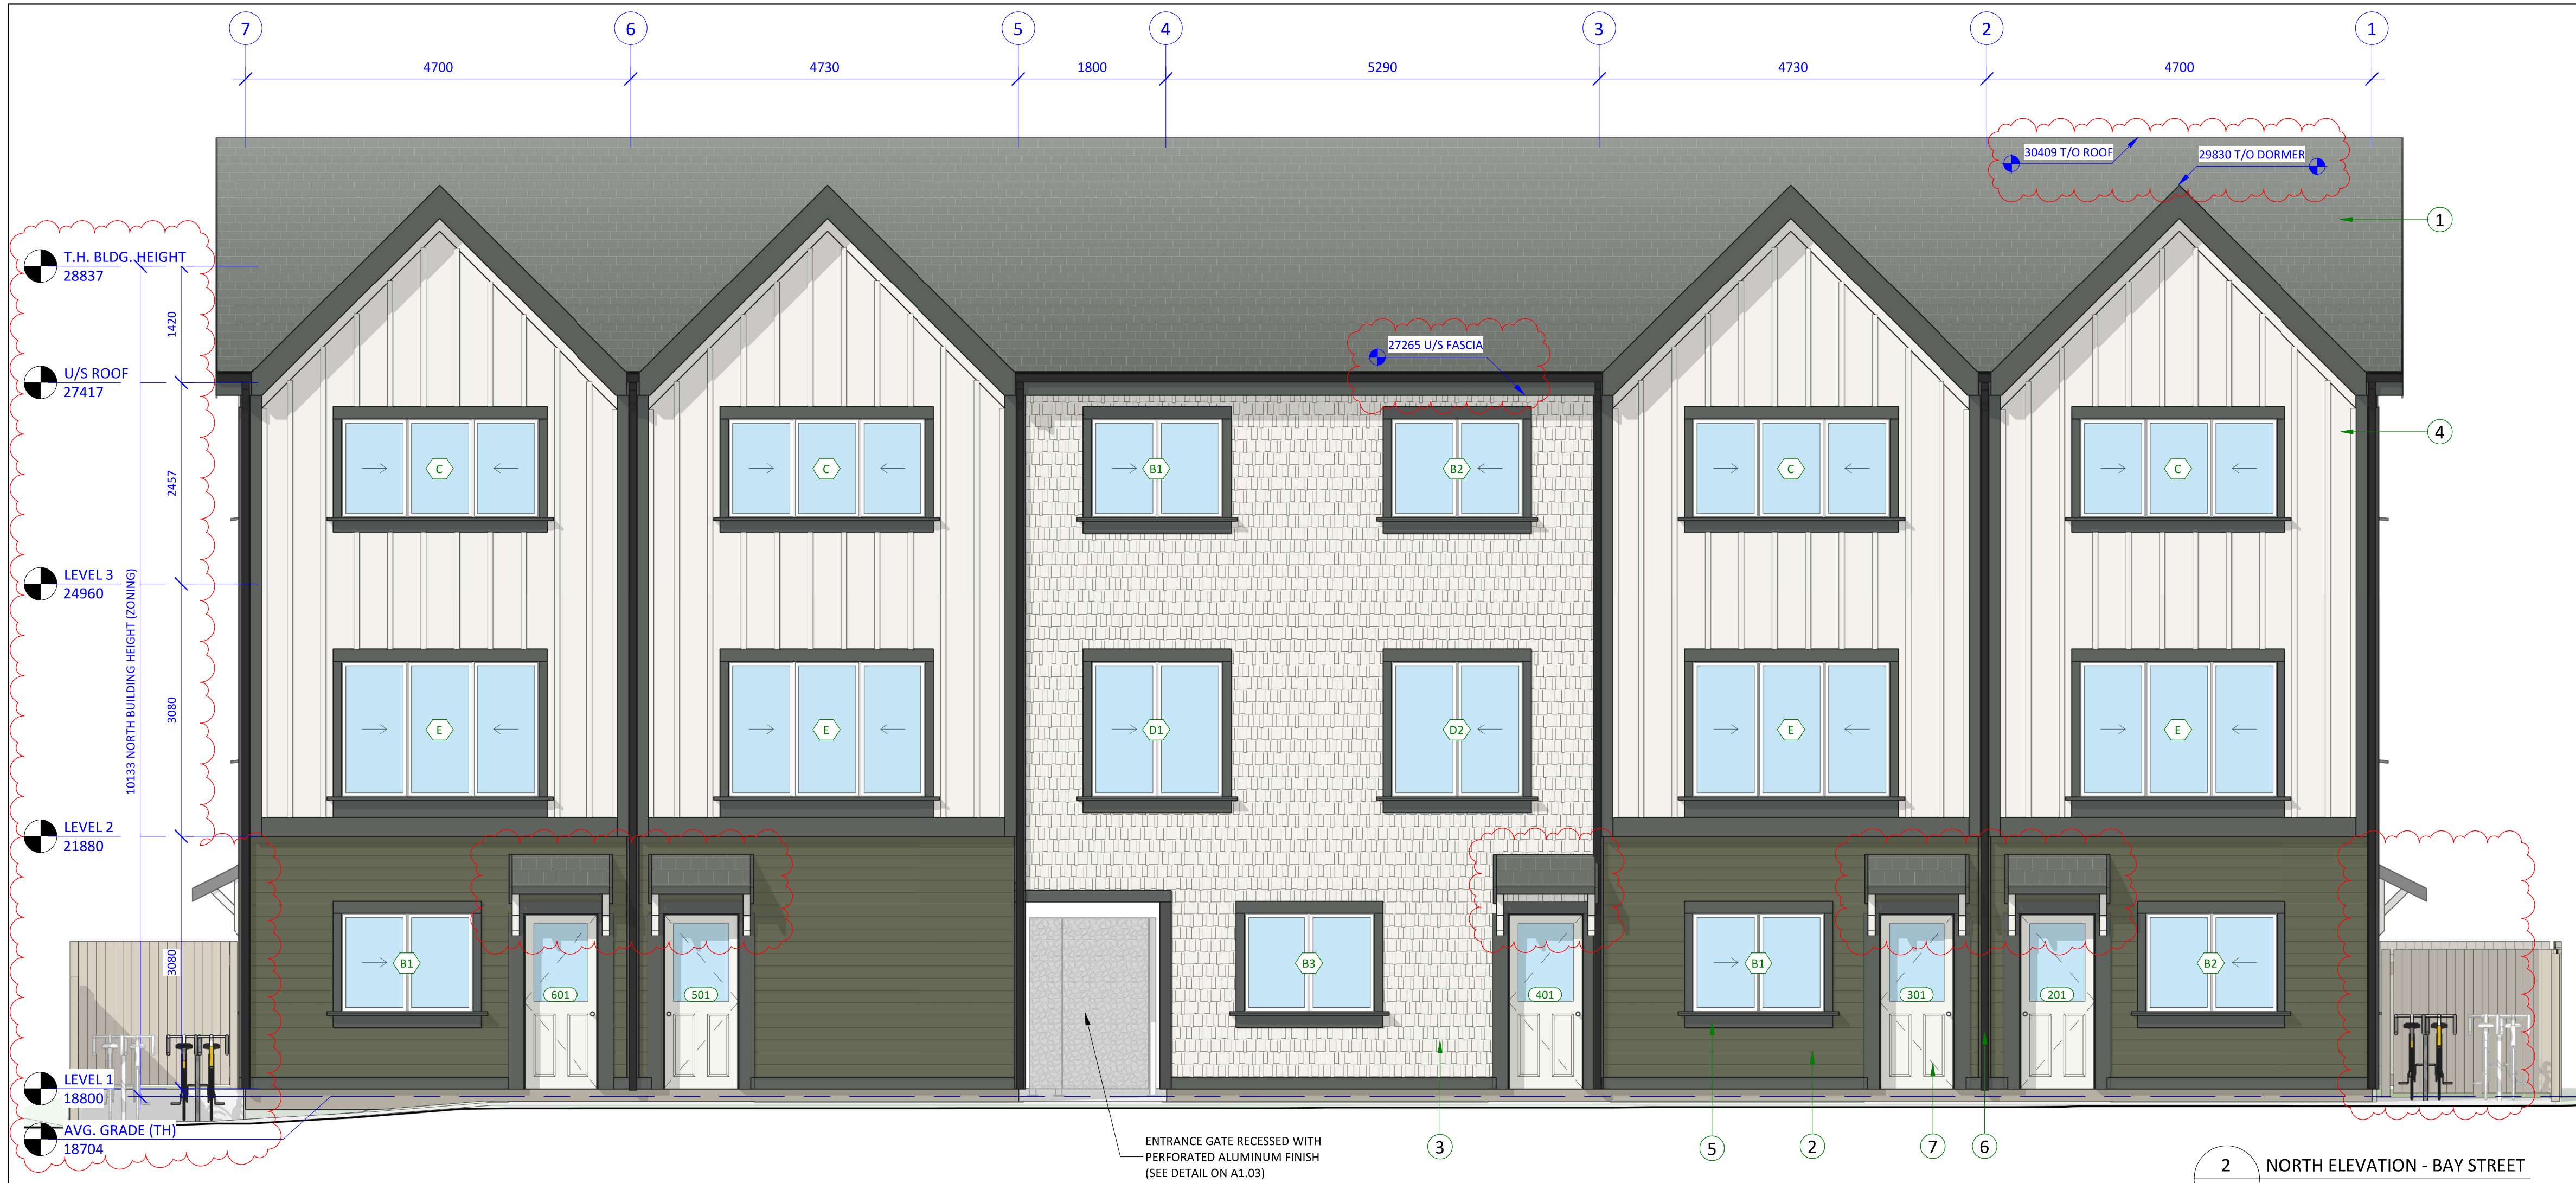 7 6 5 4 3 2 1
4700 4730 1800 5290 4730 4700
30409 T/O ROOF
29830 T/O DORMER
1
T.H. BLDG. HEIGHT
28837
1420
27265 U/S FASCIA
U/S ROOF
27417
4
C C B1 B2 C C
2457
LEVEL 3
24960
10133 NORTH BUILDING HEIGHT (ZONING)
3080
E E D1 D2 E E
LEVEL 2
21880
3080
B1 B3 B1 B2
601 501 401 301 201
LEVEL 1
18800
AVG. GRADE (TH)
18704
ENTRANCE GATE RECESSED WITH
PERFORATED ALUMINUM FINISH
(SEE DETAIL ON A1.03)
3 5 2 7 6
2 NORTH ELEVATION - BAY STREET